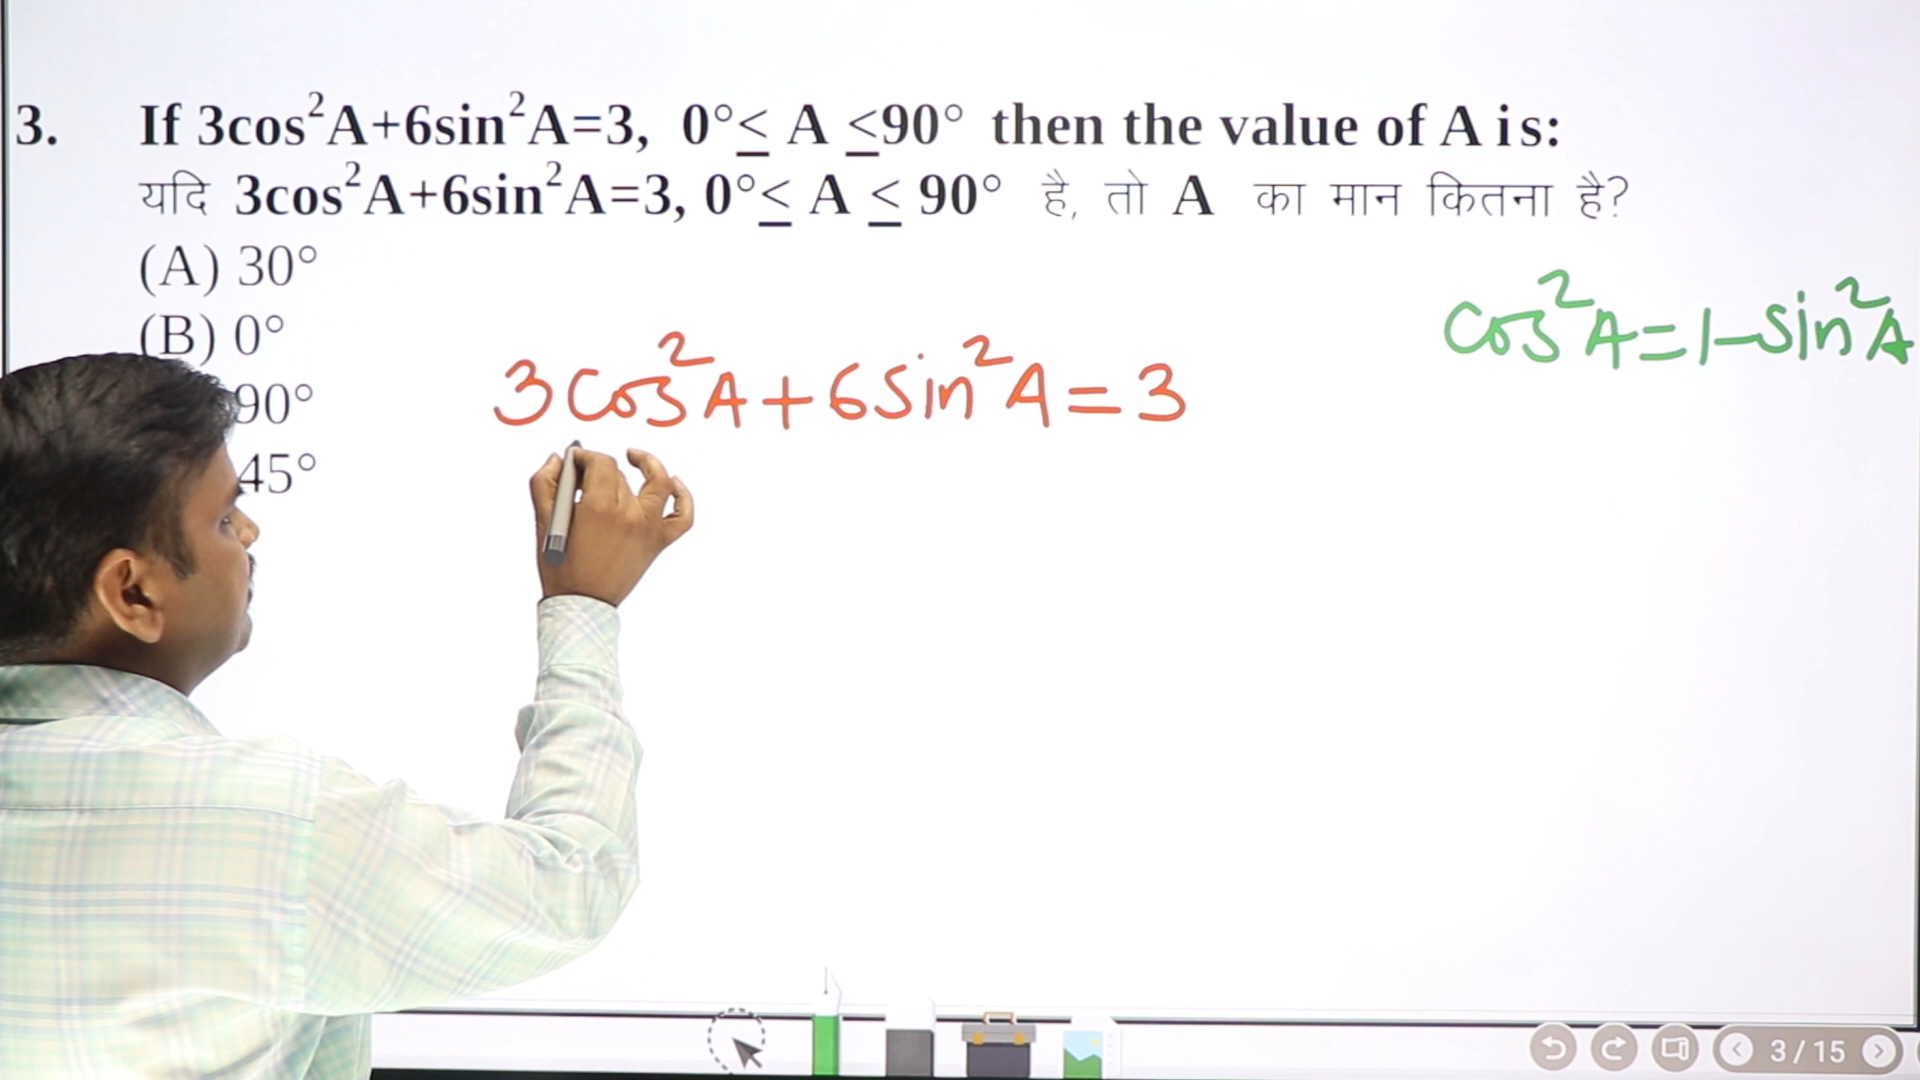 3. If 3cos²A+6sin²A=3, 0°≤ A ≤90° then the value of A is:
यदि 3cos²A+6sin²A=3, 0°≤ A ≤ 90° है, तो A का मान कितना है?
(A) 30°
(B) 0°
90°
45°
cos²A=1-sin²A
3cos²A+6sin²A=3
3/15